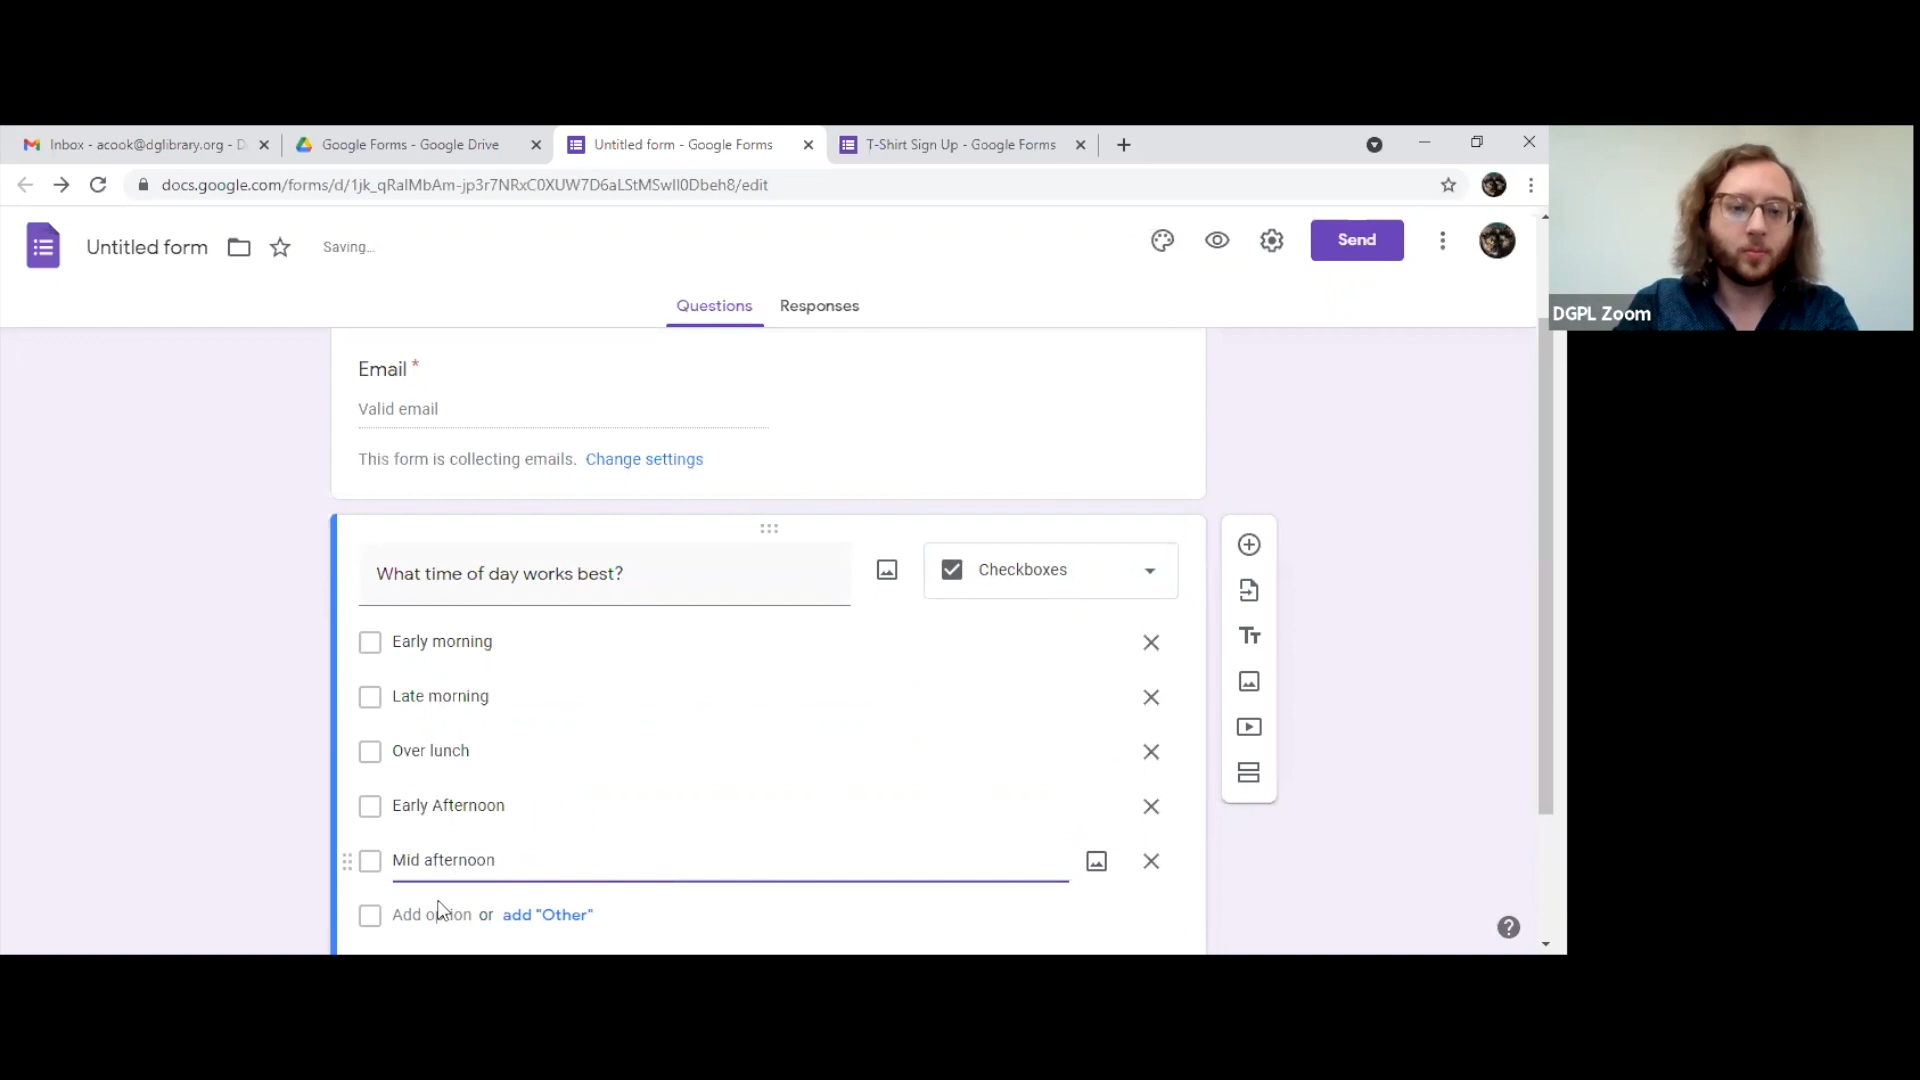 Inbox - acook@dglibrary.org - D
Google Forms - Google Drive
Untitled form - Google Forms
T-Shirt Sign Up - Google Forms
docs.google.com/forms/d/1jk_qRalMbAm-jp3r7NRxC0XUW7D6aLStMSwII0Dbeh8/edit
Untitled form
Saving...
Send
DGPL Zoom
Questions
Responses
Email *
Valid email
This form is collecting emails. Change settings
What time of day works best?
Checkboxes
Tт
Early morning
Late morning
Over lunch
Early Afternoon
Mid afternoon
Add option or add "Other"